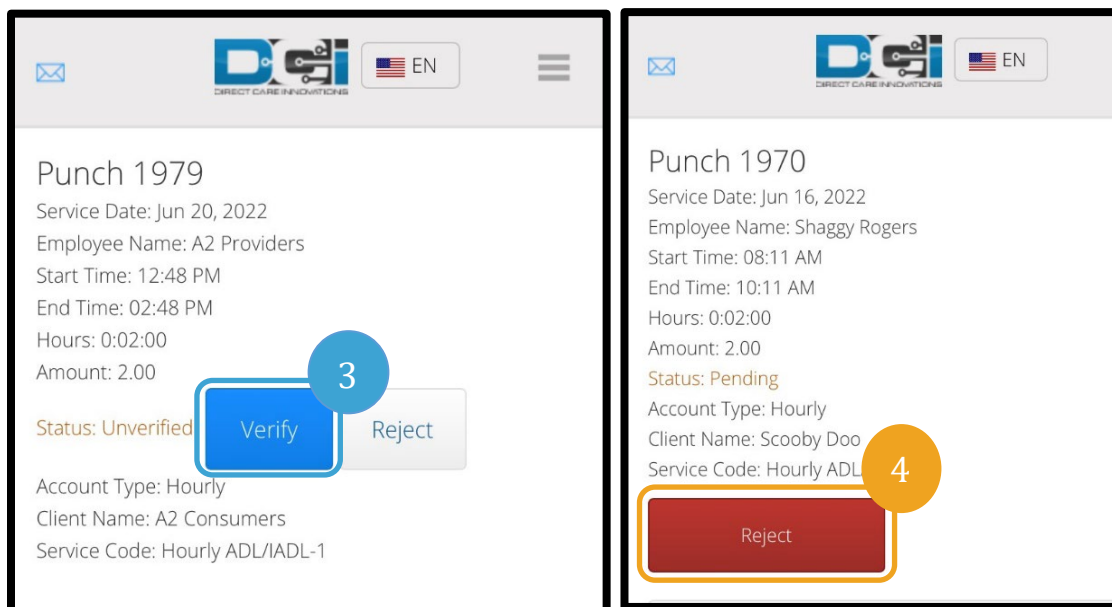 DCi
DIRECT CARE INNOVATIONS
EN
Punch 1979
Service Date: Jun 20, 2022
Employee Name: A2 Providers
Start Time: 12:48 PM
End Time: 02:48 PM
Hours: 0:02:00
Amount: 2.00
3
Status: Unverified Verify Reject
Account Type: Hourly
Client Name: A2 Consumers
Service Code: Hourly ADL/IADL-1
DCi
DIRECT CARE INNOVATIONS
EN
Punch 1970
Service Date: Jun 16, 2022
Employee Name: Shaggy Rogers
Start Time: 08:11 AM
End Time: 10:11 AM
Hours: 0:02:00
Amount: 2.00
Status: Pending
Account Type: Hourly
Client Name: Scooby Doo
Service Code: Hourly ADL
4
Reject